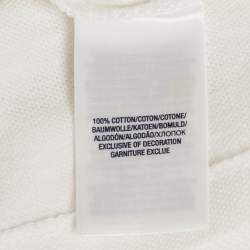 100% COTTON/COTON/COTONE/
BAUMWOLLE/KATOEN/BOMULD/
ALGODÓN/ALGODÃO/ХЛОПОК
EXCLUSIVE OF DECORATION
GARNITURE EXCLUE